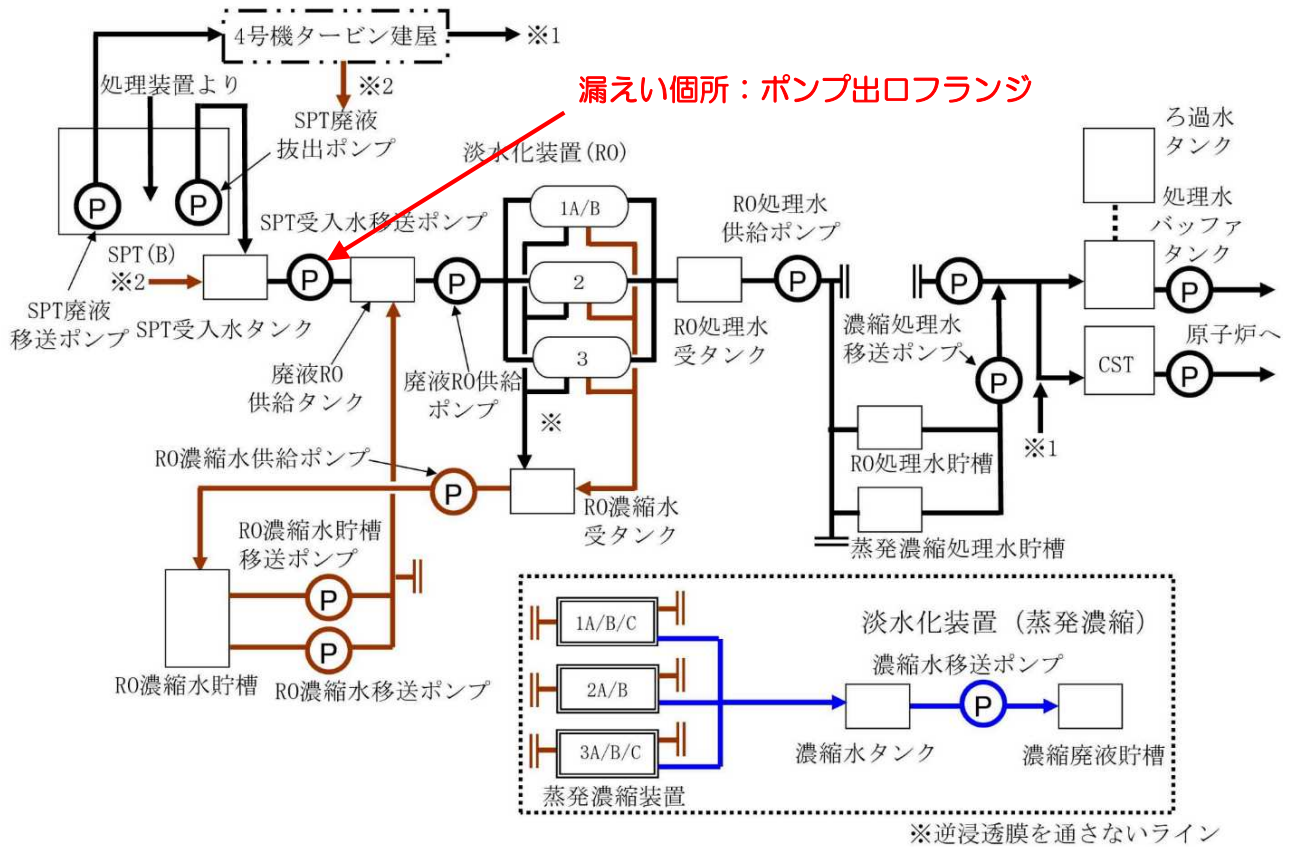 4号機タービン建屋
※1
処理装置より
※2
漏えい個所：ポンプ出口フランジ
SPT廃液
抜出ポンプ
淡水化装置(RO)
ろ過水
タンク
P
P
1A/B
SPT受入水移送ポンプ
RO処理水
供給ポンプ
処理水
バッファ
タンク
SPT(B)
※2
P
P
2
P
P
P
SPT廃液
移送ポンプ
SPT受入水タンク
RO処理水
受タンク
濃縮処理水
移送ポンプ
原子炉へ
3
廃液RO
供給タンク
廃液RO供給
ポンプ
P
CST
P
※
※1
RO濃縮水供給ポンプ
RO処理水貯槽
P
RO濃縮水
受タンク
RO濃縮水貯槽
移送ポンプ
蒸発濃縮処理水貯槽
P
P
RO濃縮水貯槽
RO濃縮水移送ポンプ
1A/B/C
淡水化装置（蒸発濃縮）
濃縮水移送ポンプ
2A/B
P
3A/B/C
濃縮水タンク
濃縮廃液貯槽
蒸発濃縮装置
※逆浸透膜を通さないライン